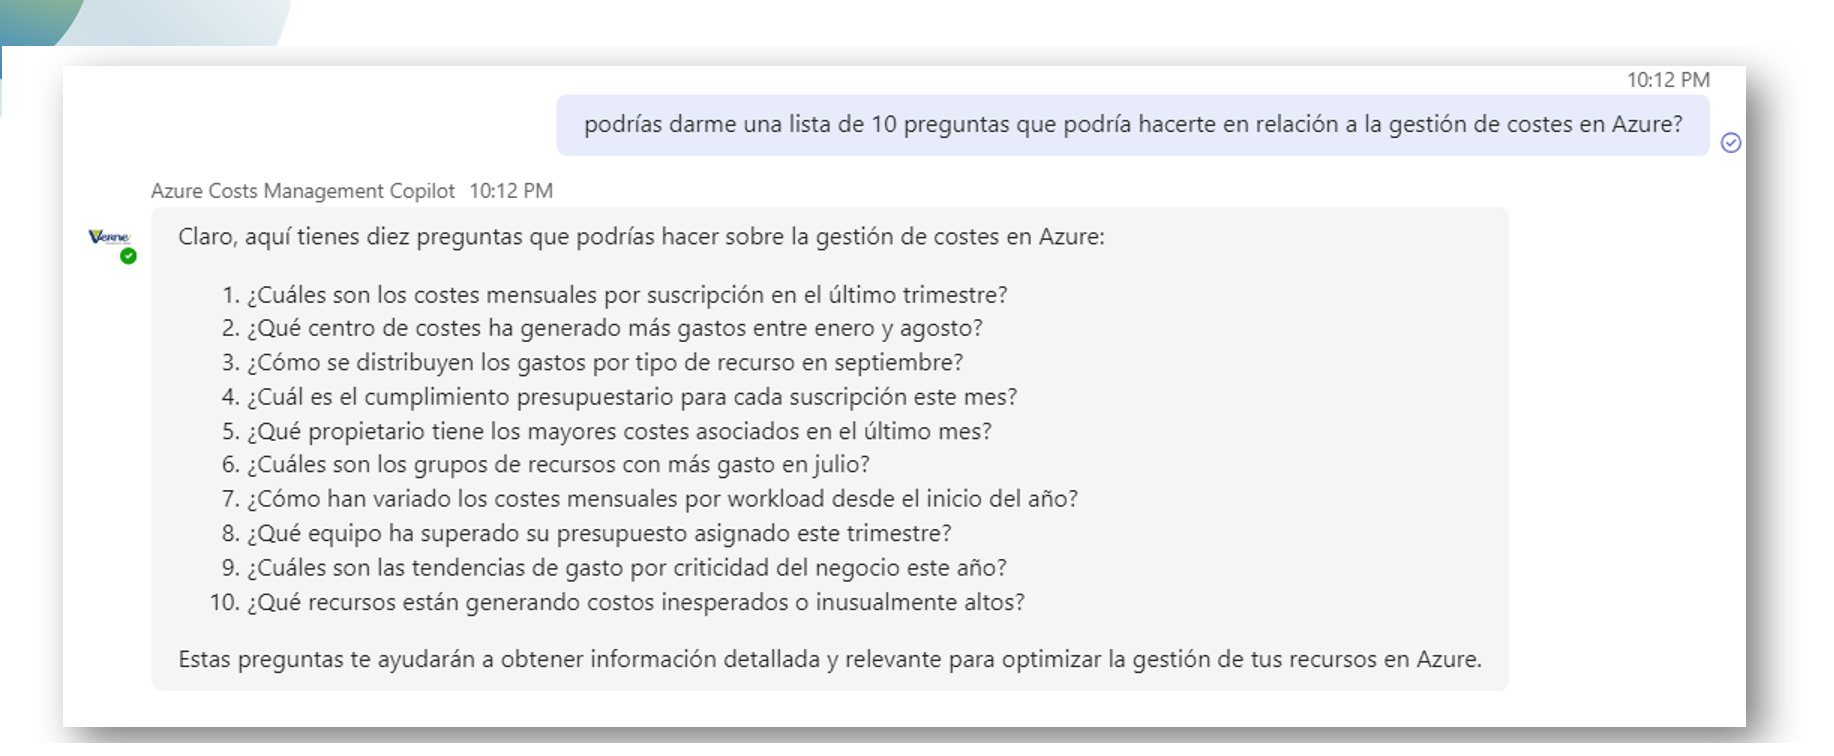 10:12 PM
podrías darme una lista de 10 preguntas que podría hacerte en relación a la gestión de costes en Azure?
Azure Costs Management Copilot 10:12 PM
Verne
Claro, aquí tienes diez preguntas que podrías hacer sobre la gestión de costes en Azure:
1. ¿Cuáles son los costes mensuales por suscripción en el último trimestre?
2. ¿Qué centro de costes ha generado más gastos entre enero y agosto?
3. ¿Cómo se distribuyen los gastos por tipo de recurso en septiembre?
4. ¿Cuál es el cumplimiento presupuestario para cada suscripción este mes?
5. ¿Qué propietario tiene los mayores costes asociados en el último mes?
6. ¿Cuáles son los grupos de recursos con más gasto en julio?
7. ¿Cómo han variado los costes mensuales por workload desde el inicio del año?
8. ¿Qué equipo ha superado su presupuesto asignado este trimestre?
9. ¿Cuáles son las tendencias de gasto por criticidad del negocio este año?
10. ¿Qué recursos están generando costos inesperados o inusualmente altos?
Estas preguntas te ayudarán a obtener información detallada y relevante para optimizar la gestión de tus recursos en Azure.